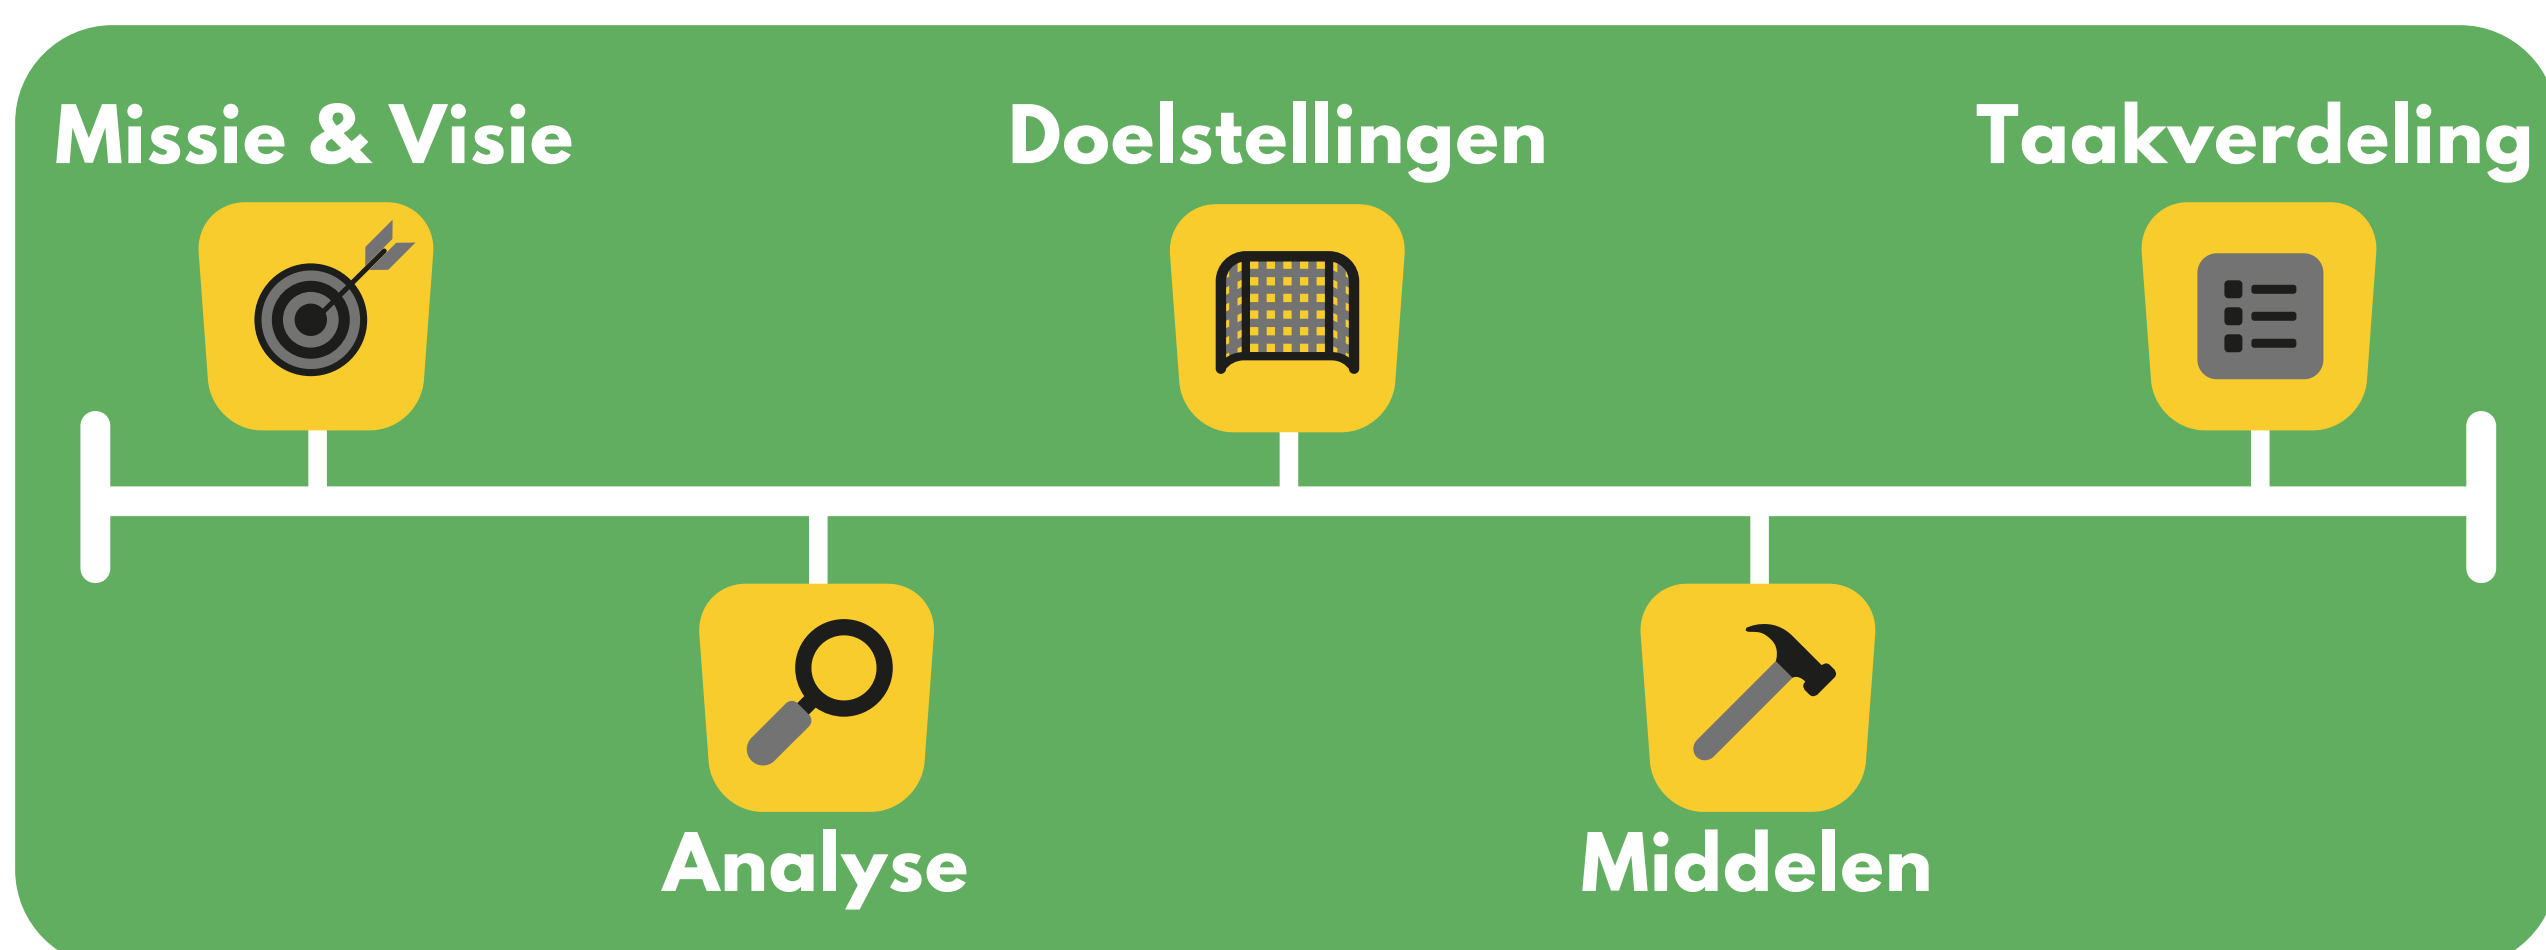 Missie & Visie
Doelstellingen
Taakverdeling
Analyse
Middelen